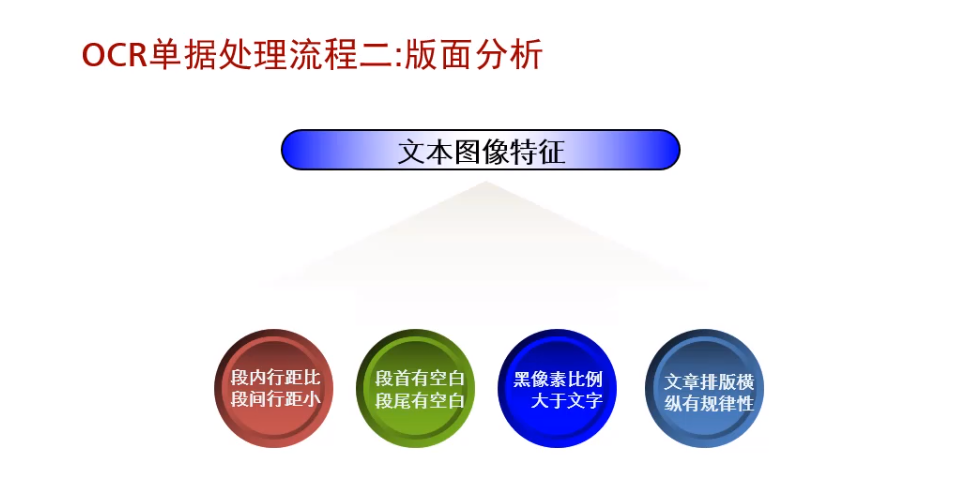 OCR单据处理流程二:版面分析
文本图像特征
段内行距比
段间行距小
段首有空白
段尾有空白
黑像素比例
大于文字
文章排版横
纵有规律性